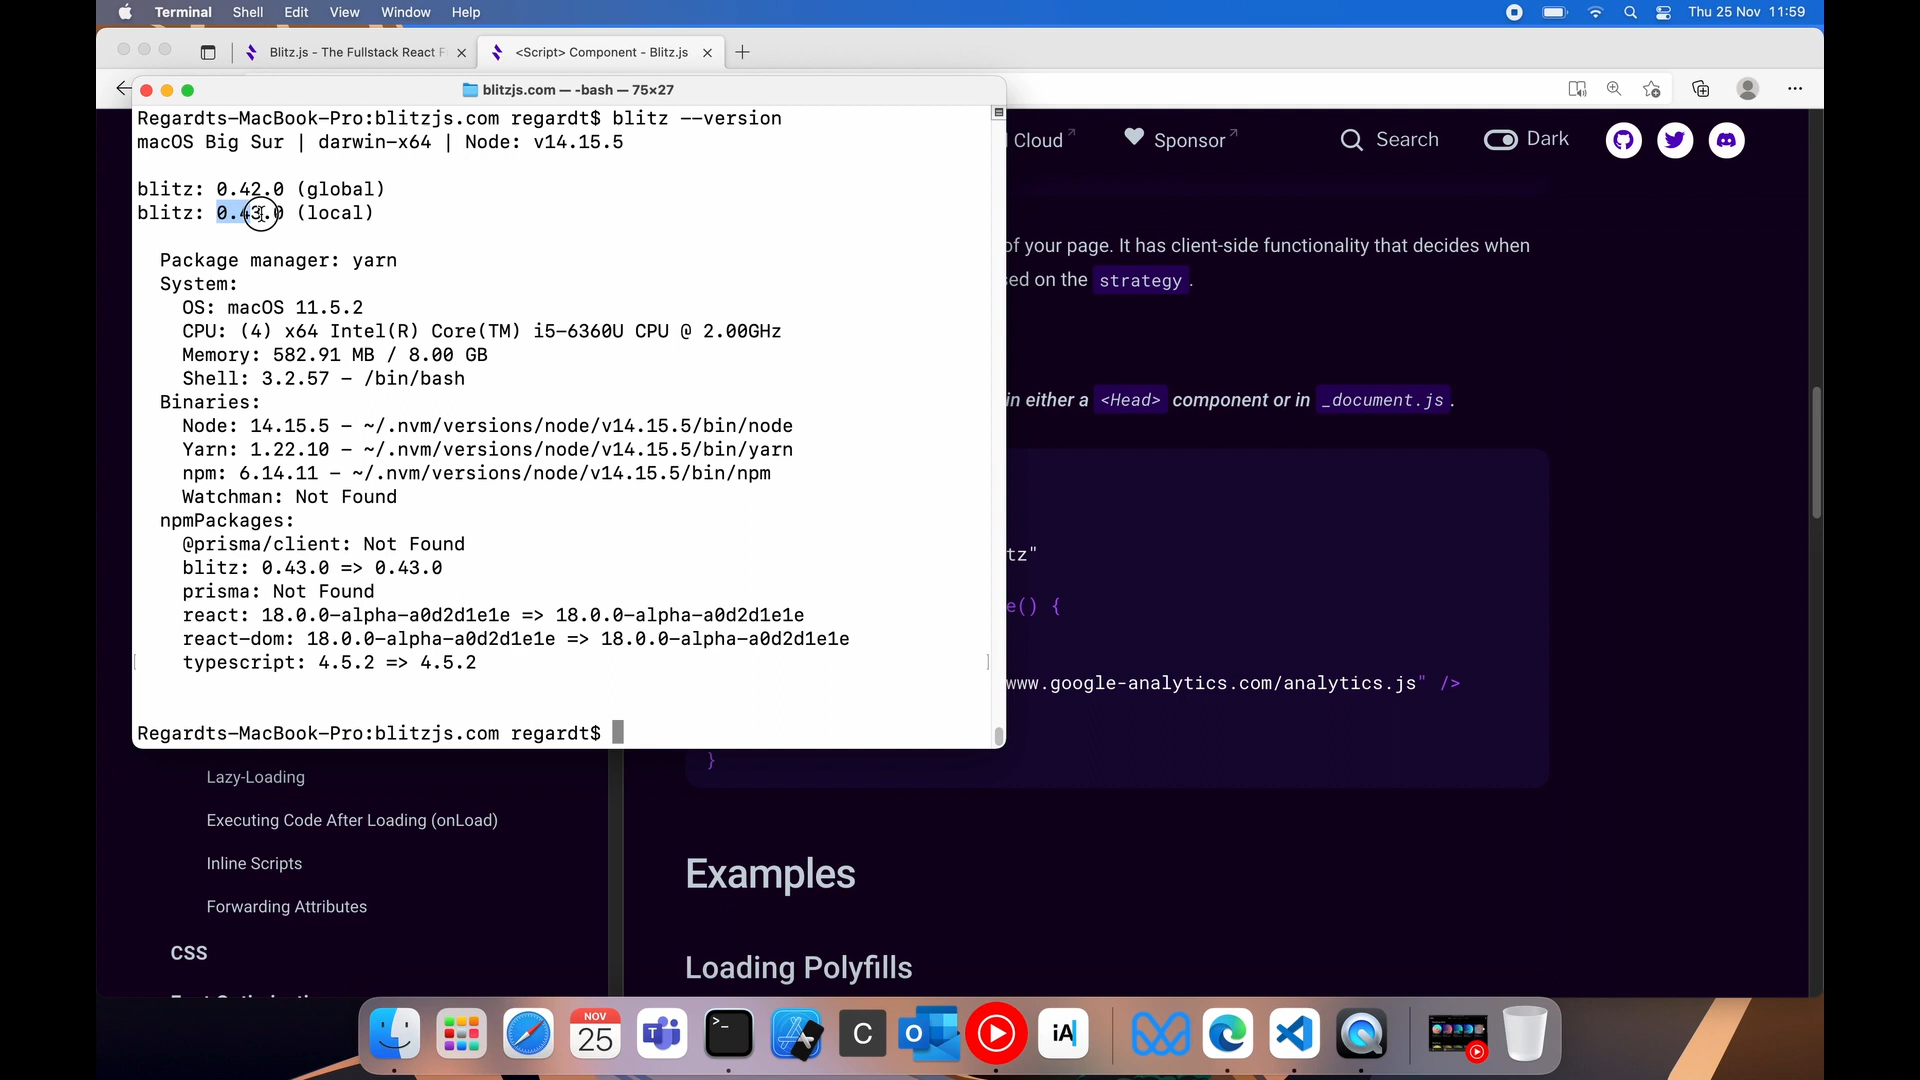 Terminal Shell Edit View Window Help
Thu 25 Nov 11:59
Blitz.js - The Fullstack React F
<Script> Component - Blitz.js
blitzjs.com — -bash — 75×27
Regardts-MacBook-Pro:blitzjs.com regardt$ blitz --version
macOS Big Sur | darwin-x64 | Node: v14.15.5
blitz: 0.42.0 (global)
blitz: 0.43.0 (local)
Package manager: yarn
System:
OS: macOS 11.5.2
CPU: (4) x64 Intel(R) Core(TM) i5-6360U CPU @ 2.00GHz
Memory: 582.91 MB / 8.00 GB
Shell: 3.2.57 - /bin/bash
Binaries:
Node: 14.15.5 - ~/.nvm/versions/node/v14.15.5/bin/node
Yarn: 1.22.10 - ~/.nvm/versions/node/v14.15.5/bin/yarn
npm: 6.14.11 - ~/.nvm/versions/node/v14.15.5/bin/npm
Watchman: Not Found
npmPackages:
@prisma/client: Not Found
blitz: 0.43.0 => 0.43.0
prisma: Not Found
react: 18.0.0-alpha-a0d2d1e1e => 18.0.0-alpha-a0d2d1e1e
react-dom: 18.0.0-alpha-a0d2d1e1e => 18.0.0-alpha-a0d2d1e1e
typescript: 4.5.2 => 4.5.2
Regardts-MacBook-Pro:blitzjs.com regardt$
Cloud Sponsor Search Dark
of your page. It has client-side functionality that decides when
sed on the strategy.
in either a <Head> component or in _document.js.
tz"
e() {
www.google-analytics.com/analytics.js" />
}
Lazy-Loading
Executing Code After Loading (onLoad)
Inline Scripts
Forwarding Attributes
CSS
Examples
Loading Polyfills
NOV
25
C
iA